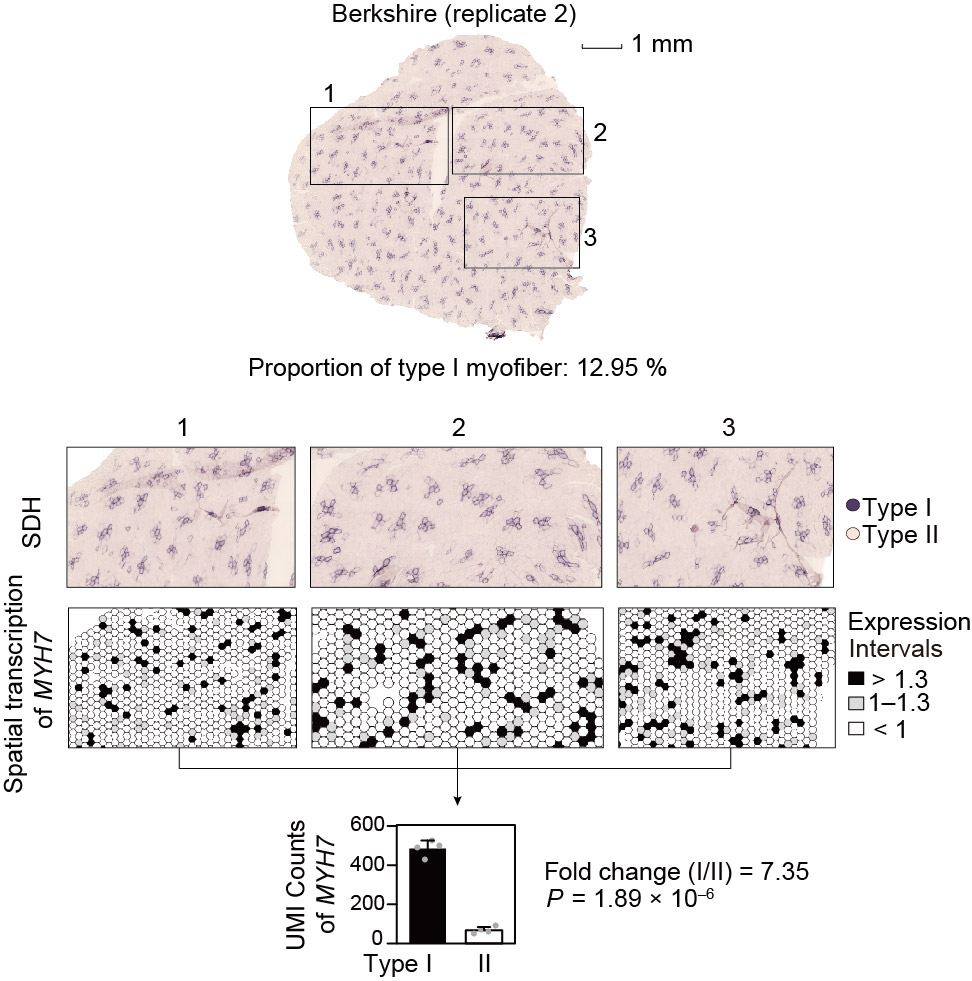 Berkshire (replicate 2)
1 mm
1
2
3
Proportion of type I myofiber: 12.95 %
1
2
3
SDH
Type I
Type II
Spatial transcription
of MYH7
Expression
Intervals
> 1.3
1–1.3
< 1
UMI Counts
of MYH7
600
400
200
0
Type I
II
Fold change (I/II) = 7.35
P = 1.89 × 10⁻⁶